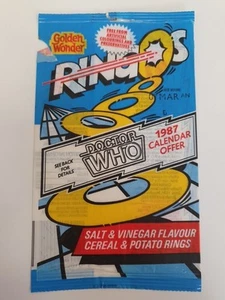 Golden
Wonder
FREE FROM
ARTIFICIAL
COLOURINGS AND
PRESERVATIVES
RINGOS
MAR
DOCTOR
WHO
SEE BACK
FOR
DETAILS
1987
CALENDAR
OFFER
SALT & VINEGAR FLAVOUR
CEREAL & POTATO RINGS